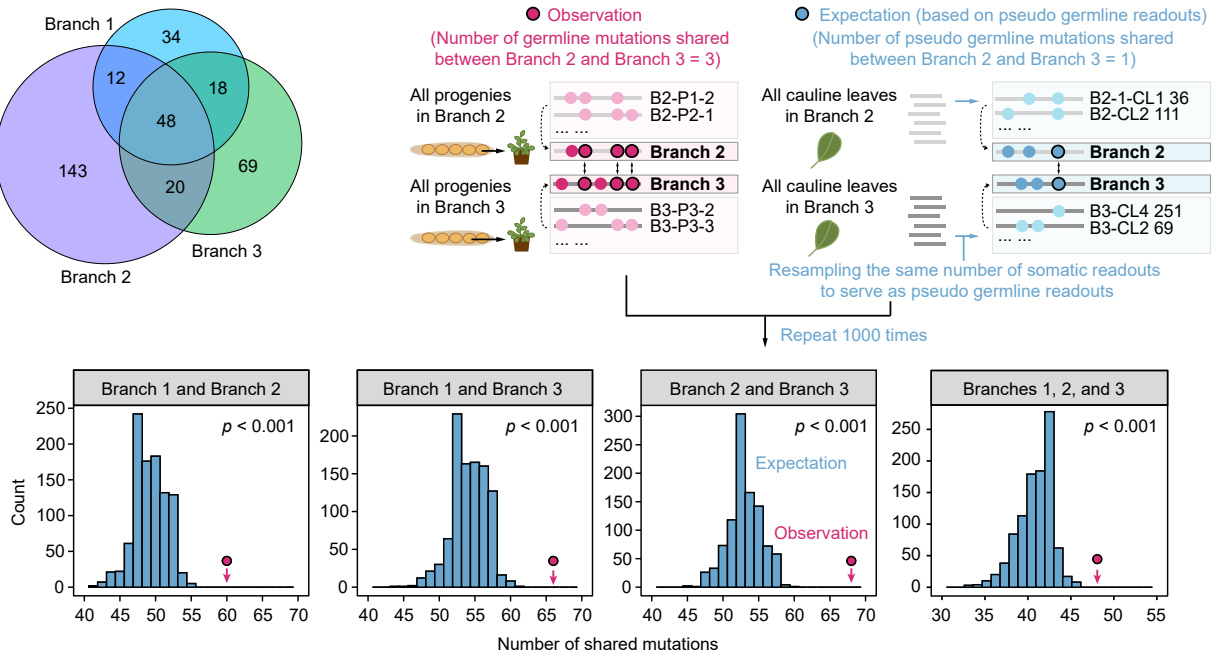 Branch 1
34
12
18
48
143
20
69
Branch 3
Branch 2
Observation
(Number of germline mutations shared
between Branch 2 and Branch 3 = 3)
All progenies
in Branch 2
B2-P1-2
B2-P2-1
... ...
Branch 2
All progenies
in Branch 3
Branch 3
B3-P3-2
B3-P3-3
... ...
Expectation (based on pseudo germline readouts)
(Number of pseudo germline mutations shared
between Branch 2 and Branch 3 = 1)
All cauline leaves
in Branch 2
B2-1-CL1 36
B2-CL2 111
... ...
Branch 2
All cauline leaves
in Branch 3
Branch 3
B3-CL4 251
B3-CL2 69
... ...
Resampling the same number of somatic readouts
to serve as pseudo germline readouts
Repeat 1000 times
Branch 1 and Branch 2
p < 0.001
250
200
150
100
50
0
Count
40 45 50 55 60 65 70
Branch 1 and Branch 3
p < 0.001
200
150
100
50
0
40 45 50 55 60 65 70
Branch 2 and Branch 3
p < 0.001
Expectation
Observation
300
250
200
150
100
50
0
40 45 50 55 60 65 70
Branches 1, 2, and 3
p < 0.001
250
200
150
100
50
0
30 35 40 45 50 55
Number of shared mutations